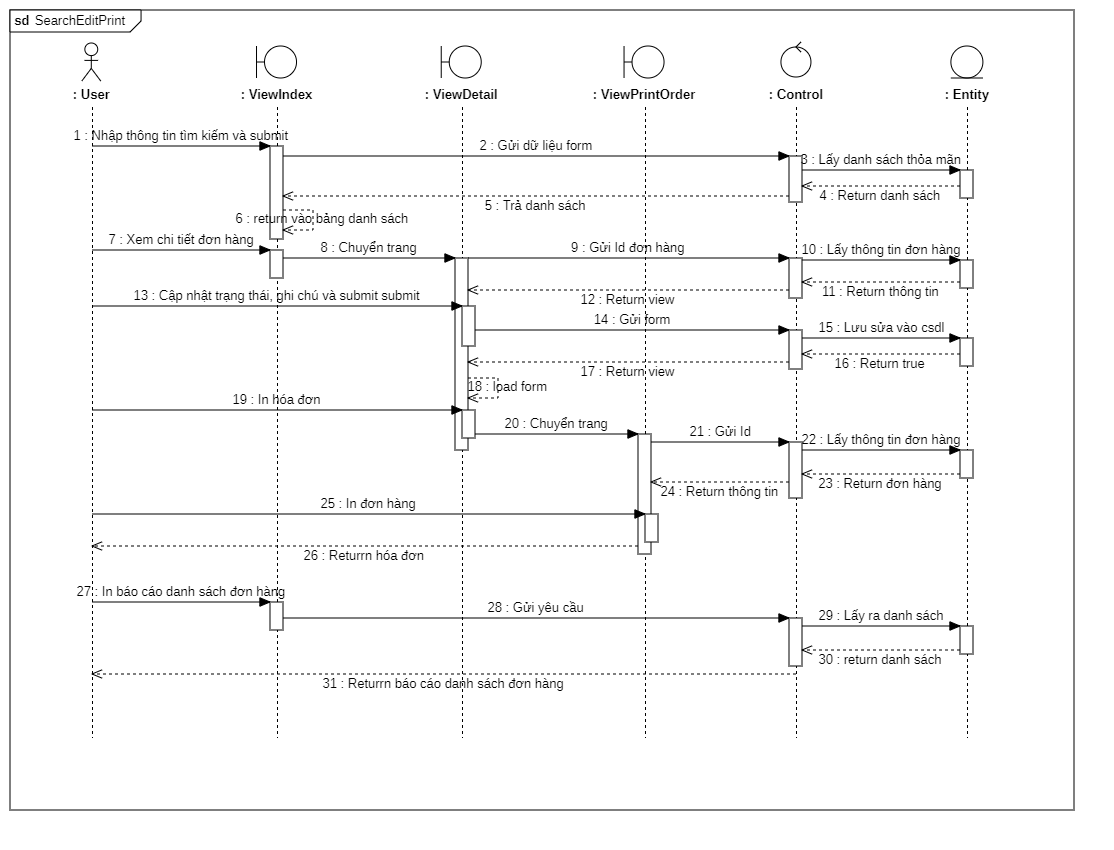 sd SearchEditPrint
: User
: ViewIndex
: ViewDetail
: ViewPrintOrder
: Control
: Entity
1 : Nhập thông tin tìm kiếm và submit
2 : Gửi dữ liệu form
3 : Lấy danh sách thỏa mãn
4 : Return danh sách
5 : Trả danh sách
6 : return vào bảng danh sách
7 : Xem chi tiết đơn hàng
8 : Chuyển trang
9 : Gửi Id đơn hàng
10 : Lấy thông tin đơn hàng
11 : Return thông tin
12 : Return view
13 : Cập nhật trạng thái, ghi chú và submit submit
14 : Gửi form
15 : Lưu sửa vào csdl
16 : Return true
17 : Return view
18 : load form
19 : In hóa đơn
20 : Chuyển trang
21 : Gửi Id
22 : Lấy thông tin đơn hàng
23 : Return đơn hàng
24 : Return thông tin
25 : In đơn hàng
26 : Returrn hóa đơn
27 : In báo cáo danh sách đơn hàng
28 : Gửi yêu cầu
29 : Lấy ra danh sách
30 : return danh sách
31 : Returrn báo cáo danh sách đơn hàng